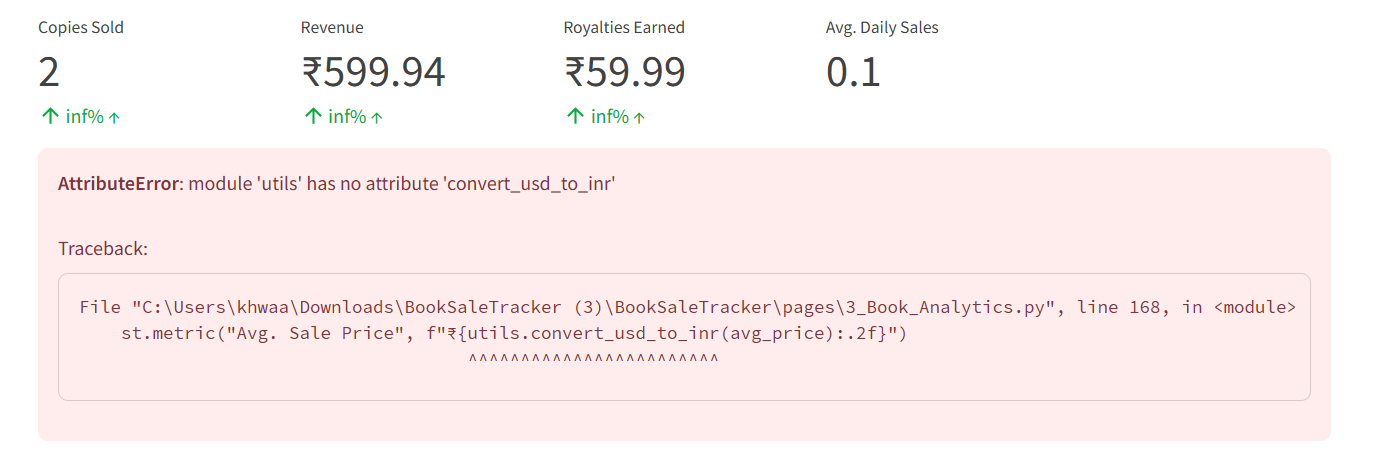 Copies Sold Revenue Royalties Earned Avg. Daily Sales
2 ₹599.94 ₹59.99 0.1
↑ inf% ↑ ↑ inf% ↑ ↑ inf% ↑
AttributeError: module 'utils' has no attribute 'convert_usd_to_inr'
Traceback:
File "C:\Users\khwaa\Downloads\BookSaleTracker (3)\BookSaleTracker\pages\3_Book_Analytics.py", line 168, in <module>
    st.metric("Avg. Sale Price", f"₹{utils.convert_usd_to_inr(avg_price):.2f}")
^^^^^^^^^^^^^^^^^^^^^^^^